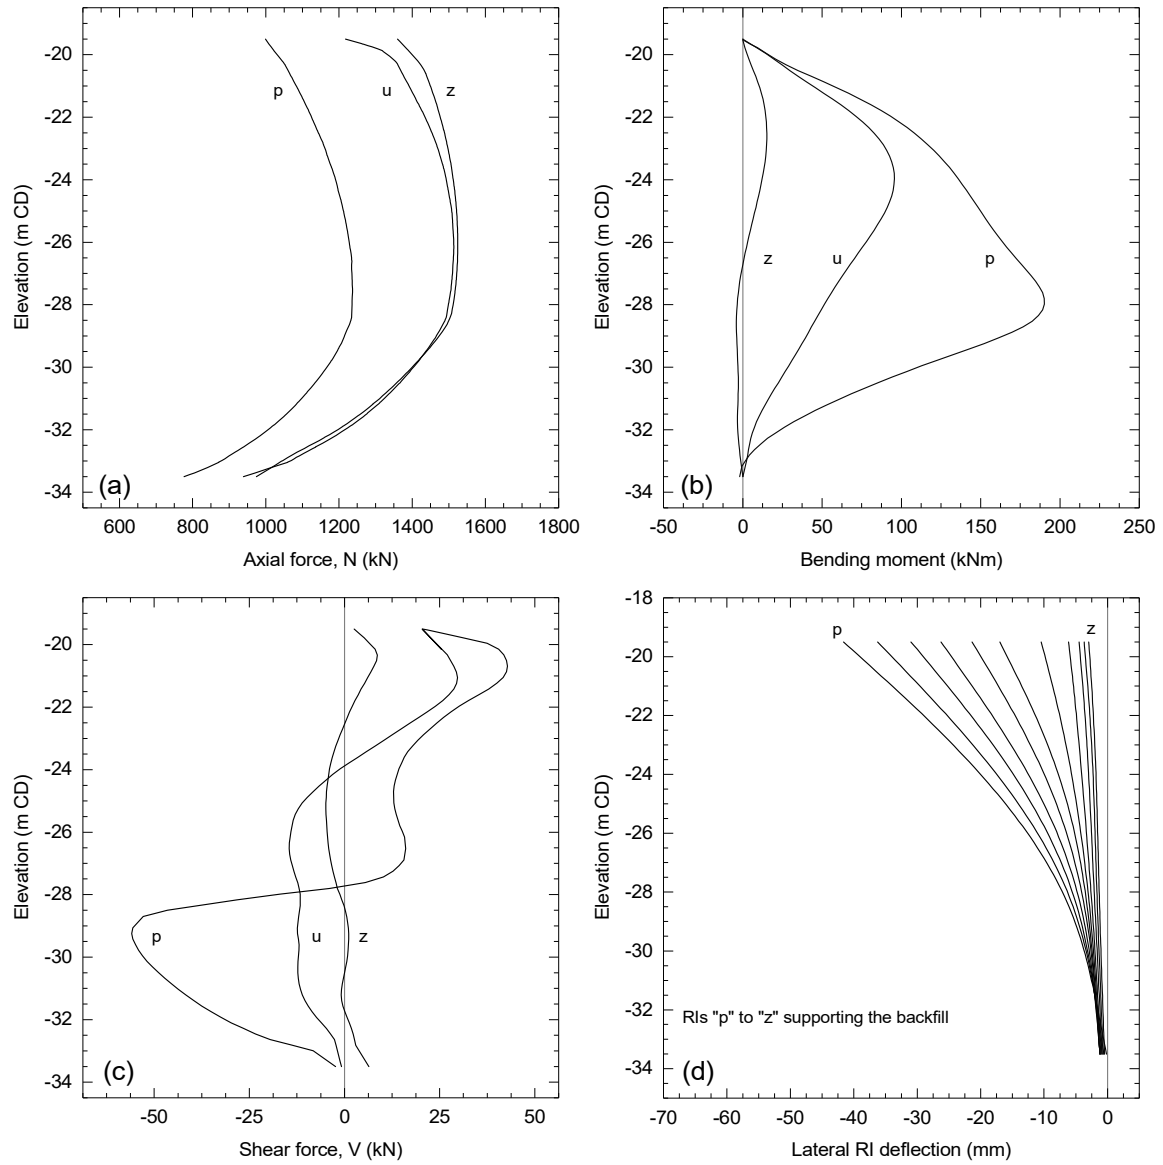 -20
-22
-24
-26
-28
-30
-32
-34
Elevation (m CD)
p
u
z
(a)
600 800 1000 1200 1400 1600 1800
Axial force, N (kN)
-20
-22
-24
-26
-28
-30
-32
-34
Elevation (m CD)
z
u
p
(b)
-50 0 50 100 150 200 250
Bending moment (kNm)
-20
-22
-24
-26
-28
-30
-32
-34
Elevation (m CD)
p
u
z
(c)
-50 -25 0 25 50
Shear force, V (kN)
-18
-20
-22
-24
-26
-28
-30
-32
-34
Elevation (m CD)
p
z
RIs "p" to "z" supporting the backfill
(d)
-70 -60 -50 -40 -30 -20 -10 0
Lateral RI deflection (mm)